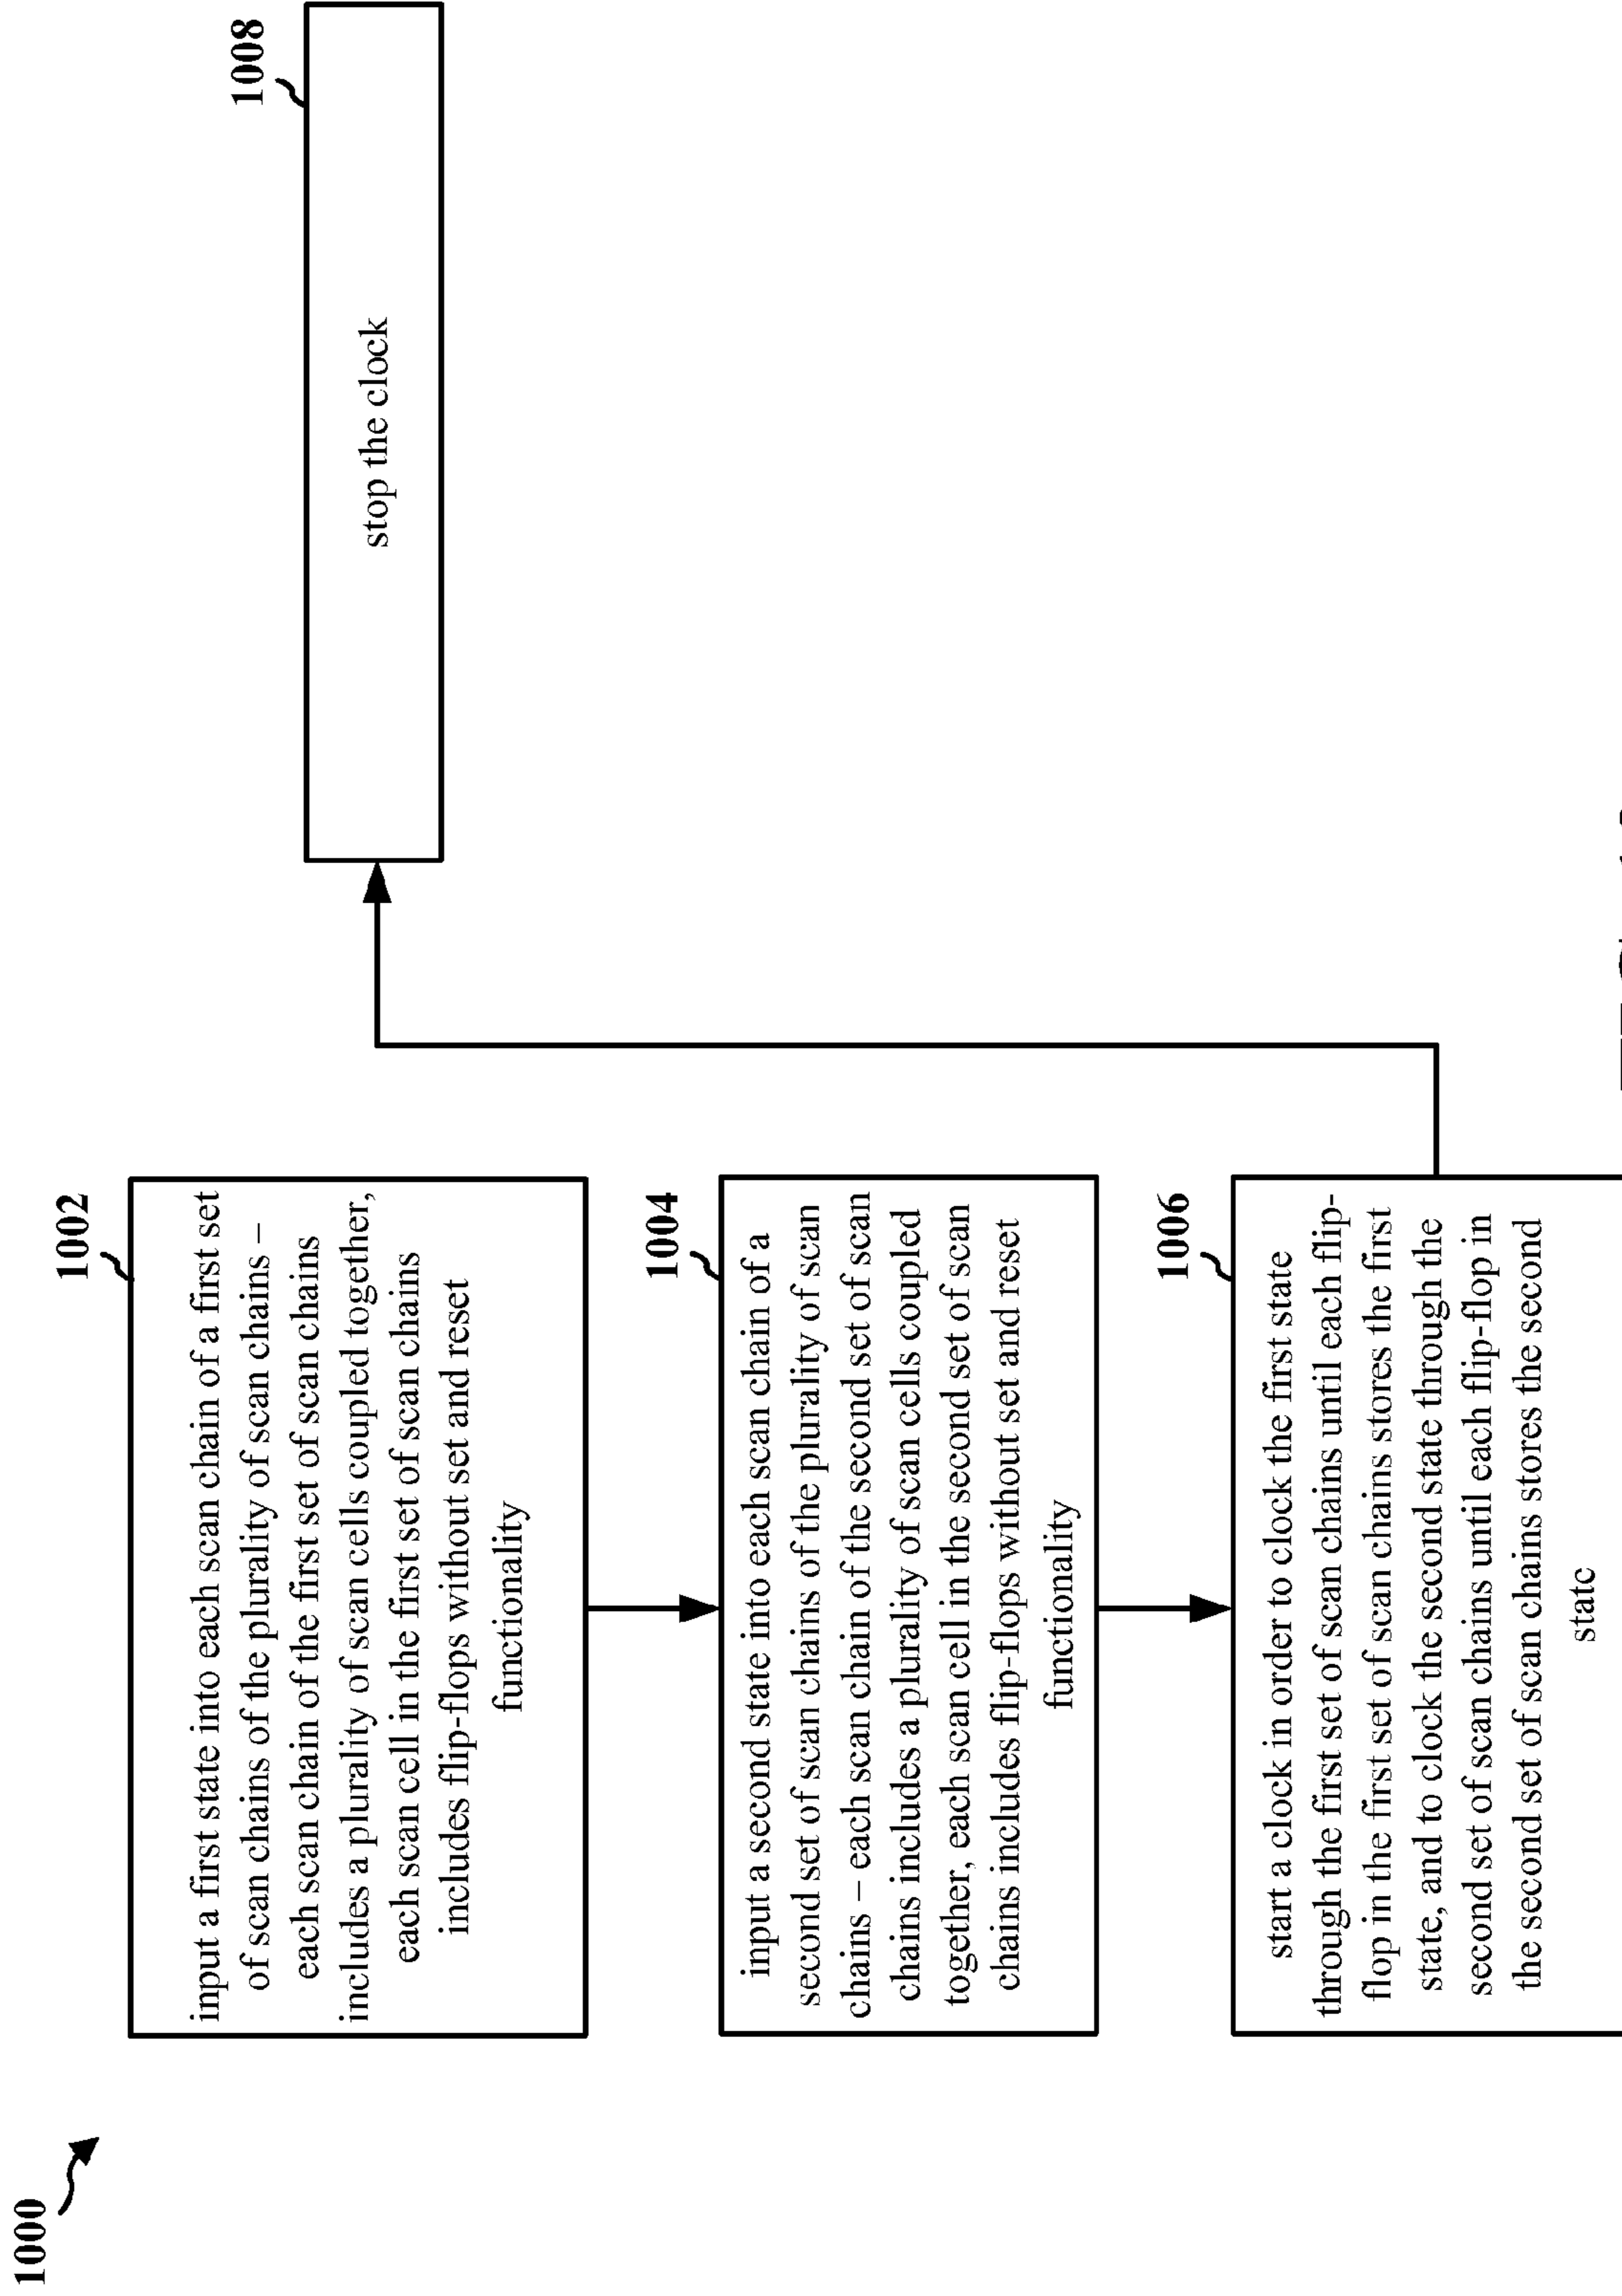 1000
1002
input a first state into each scan chain of a first set
of scan chains of the plurality of scan chains –
each scan chain of the first set of scan chains
includes a plurality of scan cells coupled together,
each scan cell in the first set of scan chains
includes flip-flops without set and reset
functionality
1004
input a second state into each scan chain of a
second set of scan chains of the plurality of scan
chains – each scan chain of the second set of scan
chains includes a plurality of scan cells coupled
together, each scan cell in the second set of scan
chains includes flip-flops without set and reset
functionality
1006
start a clock in order to clock the first state
through the first set of scan chains until each flip-
flop in the first set of scan chains stores the first
state, and to clock the second state through the
second set of scan chains until each flip-flop in
the second set of scan chains stores the second
state
1008
stop the clock